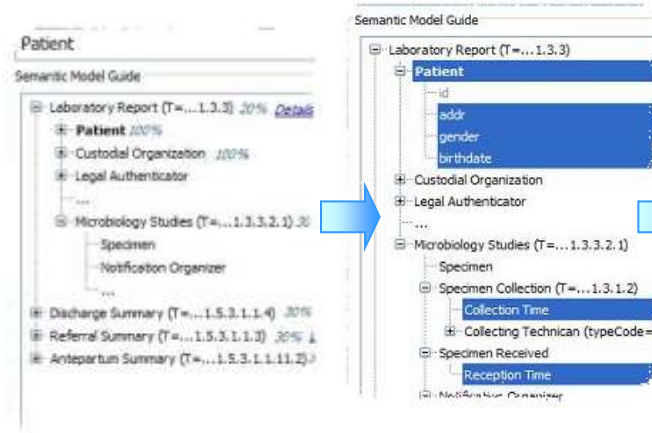 Patient
Semantic Model Guide
Laboratory Report (T=...1.3.3) 20% Details
Patient 100%
Custodial Organization 100%
Legal Authenticator
...
Microbiology Studies (T=...1.3.3.2.1)
Specimen
Notification Organizer
...
Discharge Summary (T=...1.5.3.1.1.4) 30%
Referral Summary (T=...1.5.3.1.1.3) 30%
Antepartum Summary (T=...1.5.3.1.1.11.2)
Semantic Model Guide
Laboratory Report (T=...1.3.3)
Patient
id
addr
gender
birthdate
Custodial Organization
Legal Authenticator
...
Microbiology Studies (T=...1.3.3.2.1)
Specimen
Specimen Collection (T=...1.3.1.2)
Collection Time
Collecting Technican (typeCode=
Specimen Received
Reception Time
Notification Organizer